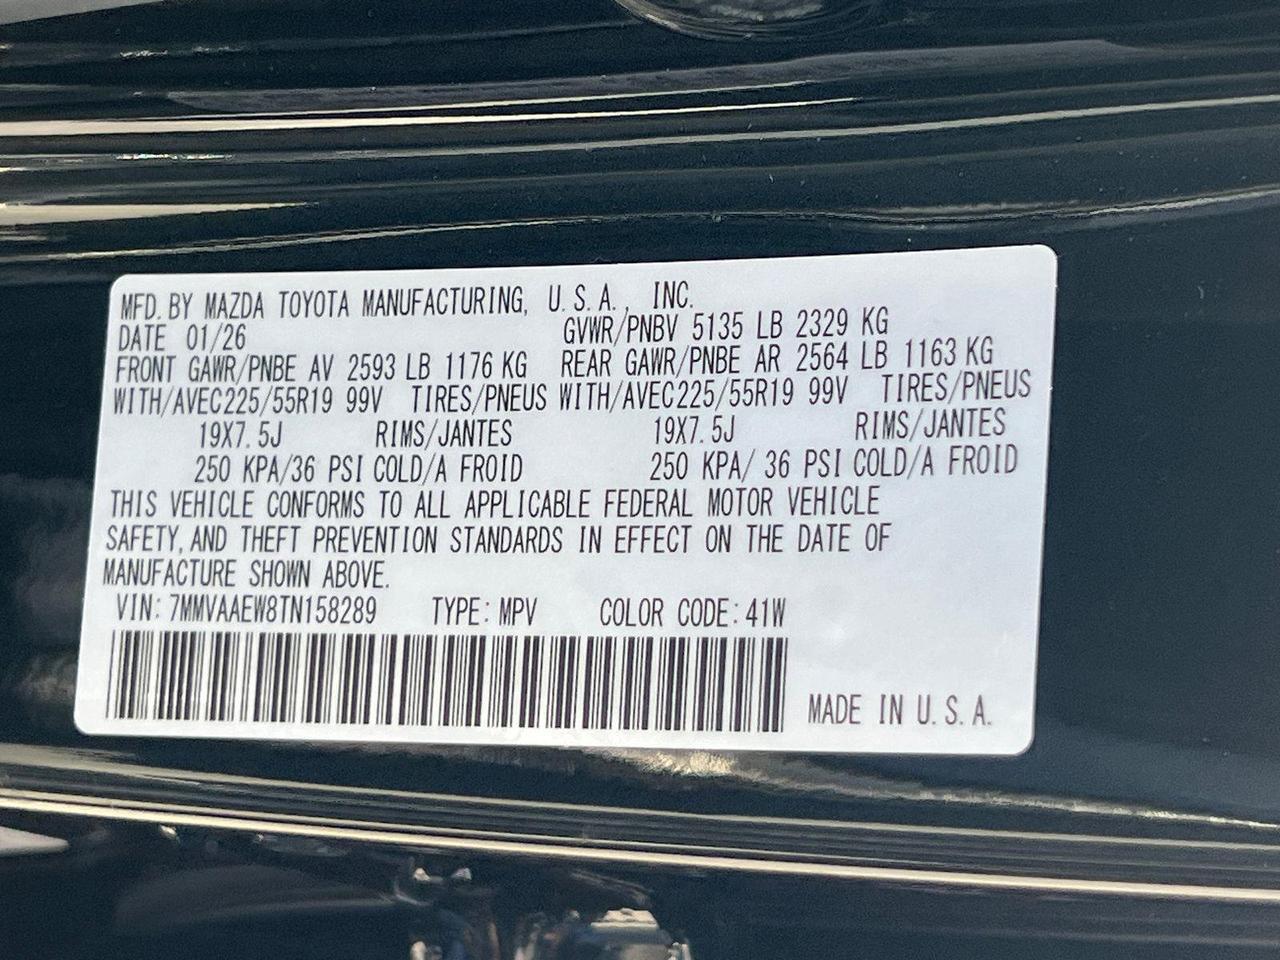 MFD. BY MAZDA TOYOTA MANUFACTURING, U.S.A., INC.
DATE 01/26 GVWR/PNBV 5135 LB 2329 KG
FRONT GAWR/PNBE AV 2593 LB 1176 KG REAR GAWR/PNBE AR 2564 LB 1163 KG
WITH/AVEC225/55R19 99V TIRES/PNEUS WITH/AVEC225/55R19 99V TIRES/PNEUS
19X7.5J RIMS/JANTES 19X7.5J RIMS/JANTES
250 KPA/36 PSI COLD/A FROID 250 KPA/ 36 PSI COLD/A FROID
THIS VEHICLE CONFORMS TO ALL APPLICABLE FEDERAL MOTOR VEHICLE
SAFETY, AND THEFT PREVENTION STANDARDS IN EFFECT ON THE DATE OF
MANUFACTURE SHOWN ABOVE.
VIN: 7MMVAAEW8TN158289 TYPE: MPV COLOR CODE: 41W
MADE IN U.S.A.